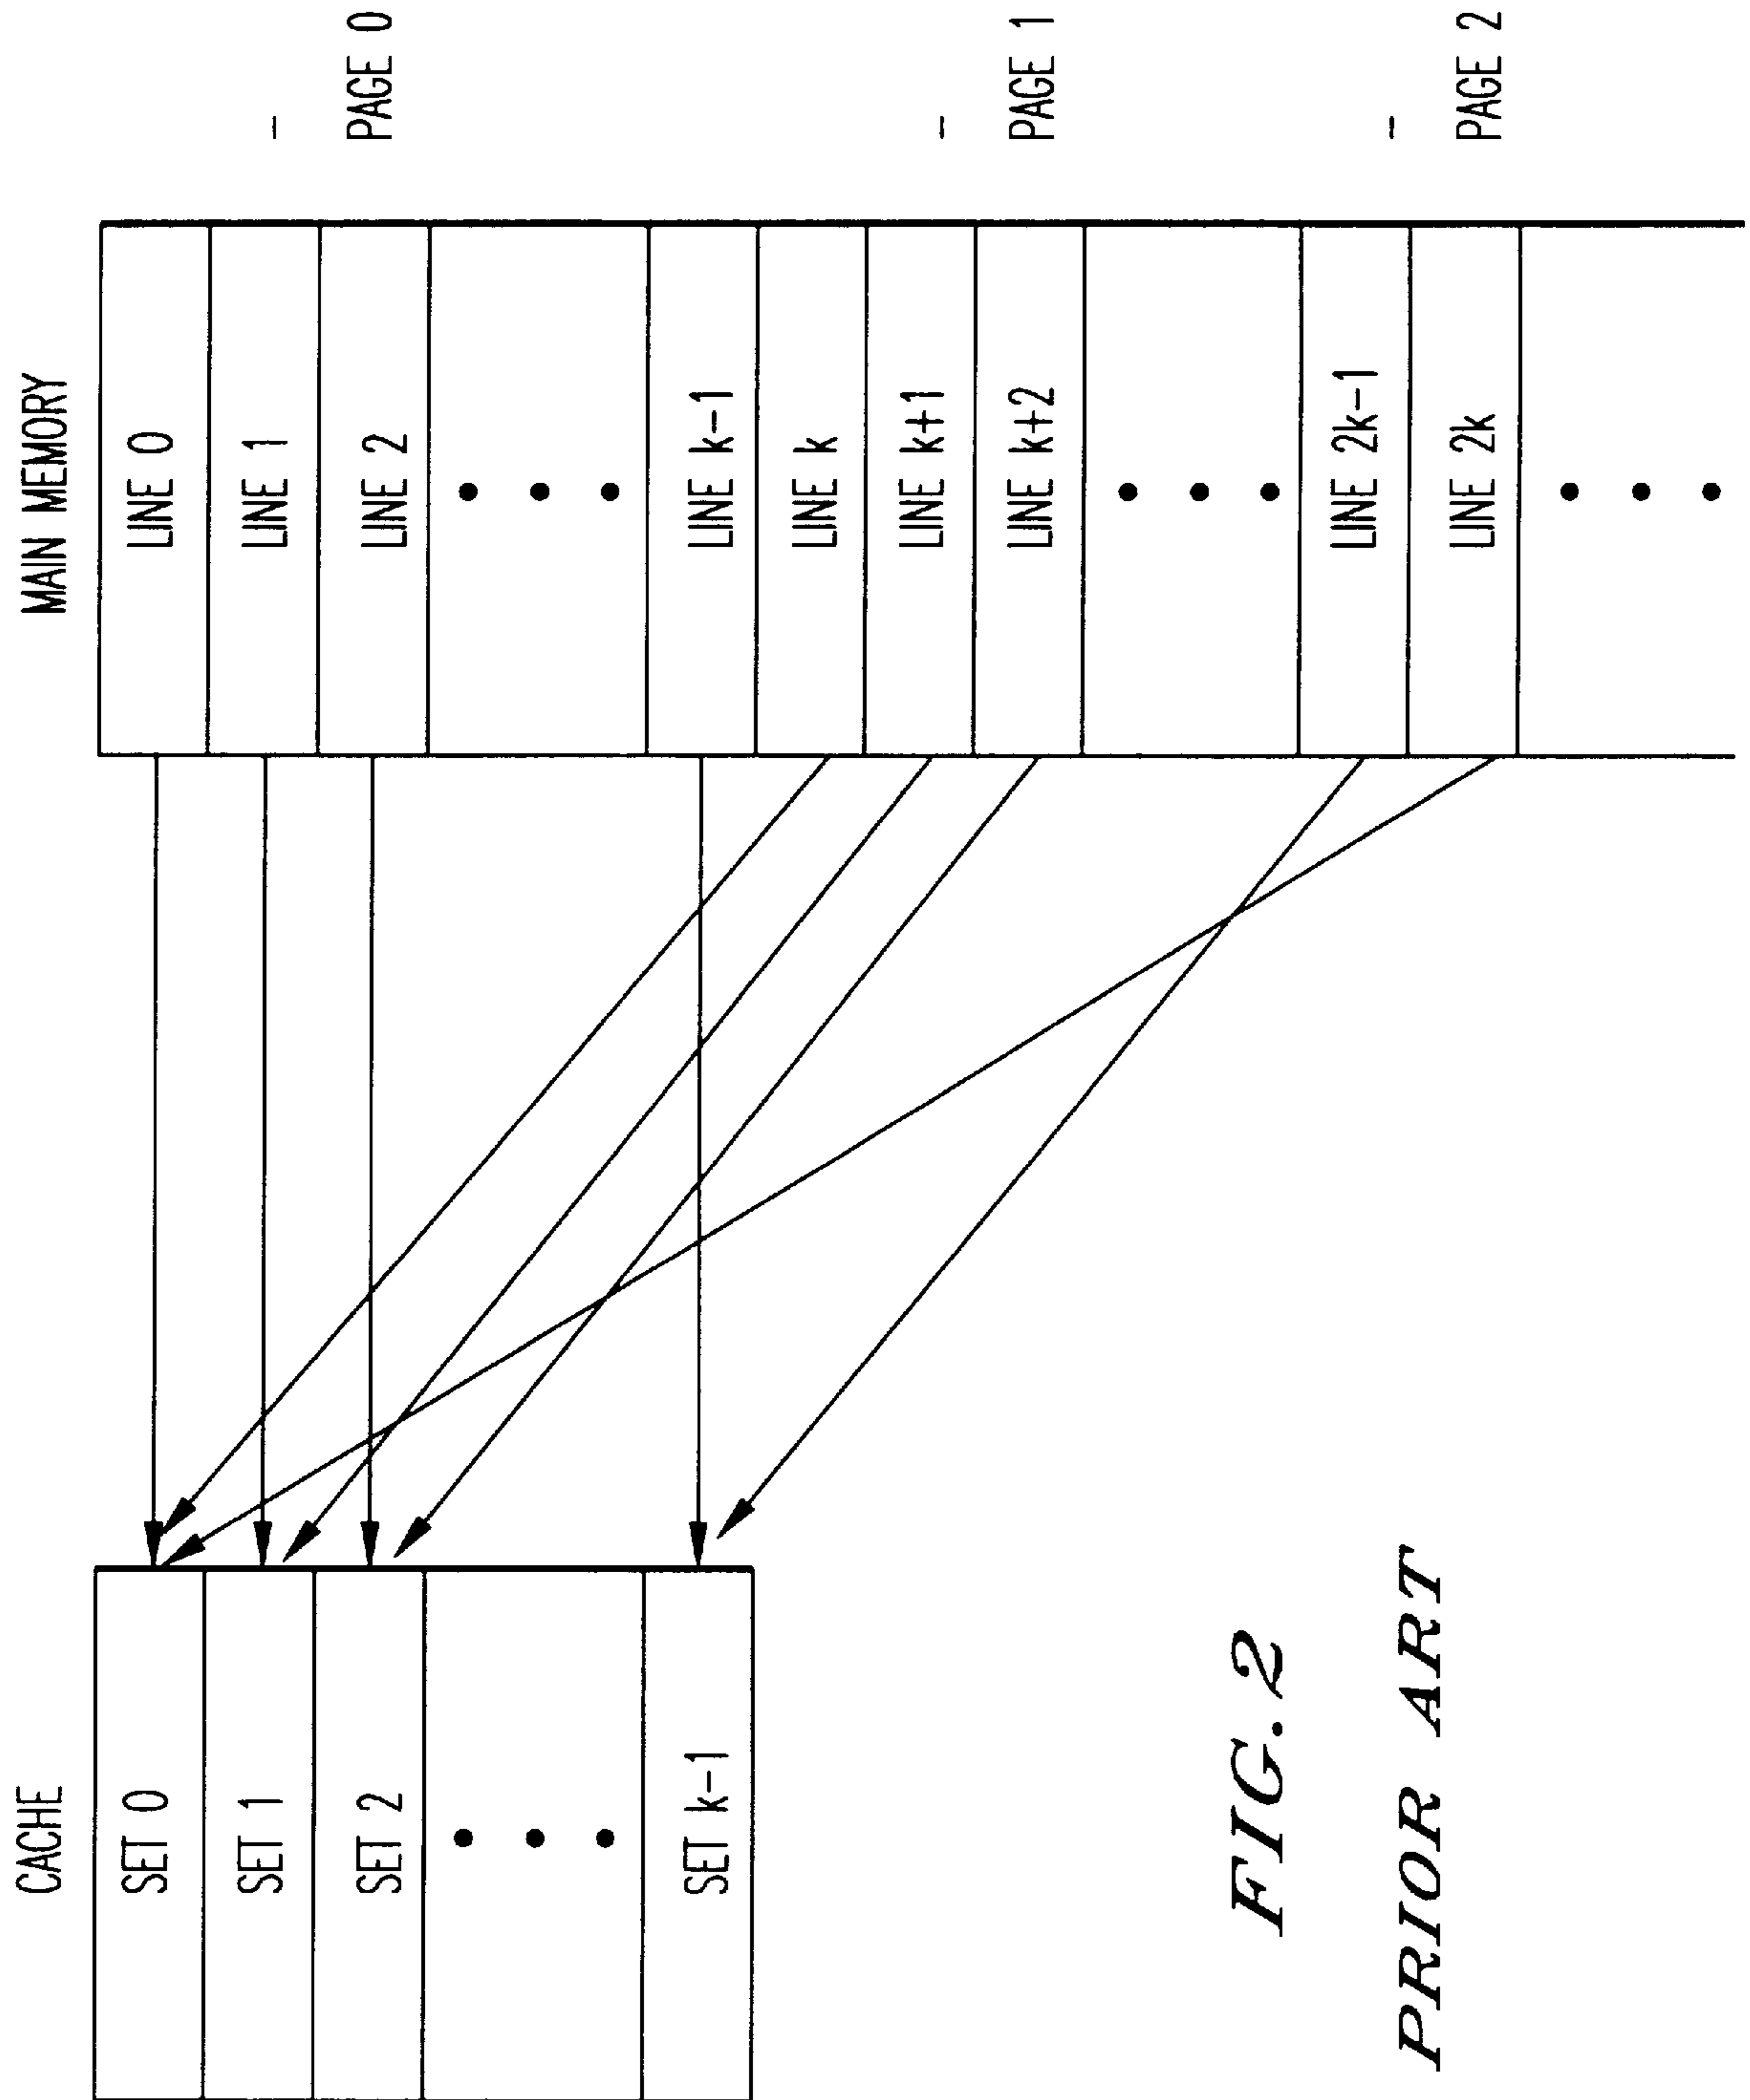 CACHE
SET 0
SET 1
SET 2
SET k-1
MAIN MEMORY
LINE 0
LINE 1
LINE 2
LINE k-1
LINE k
LINE k+1
LINE k+2
LINE 2k-1
LINE 2k
- PAGE 0
- PAGE 1
- PAGE 2
FIG. 2
PRIOR ART